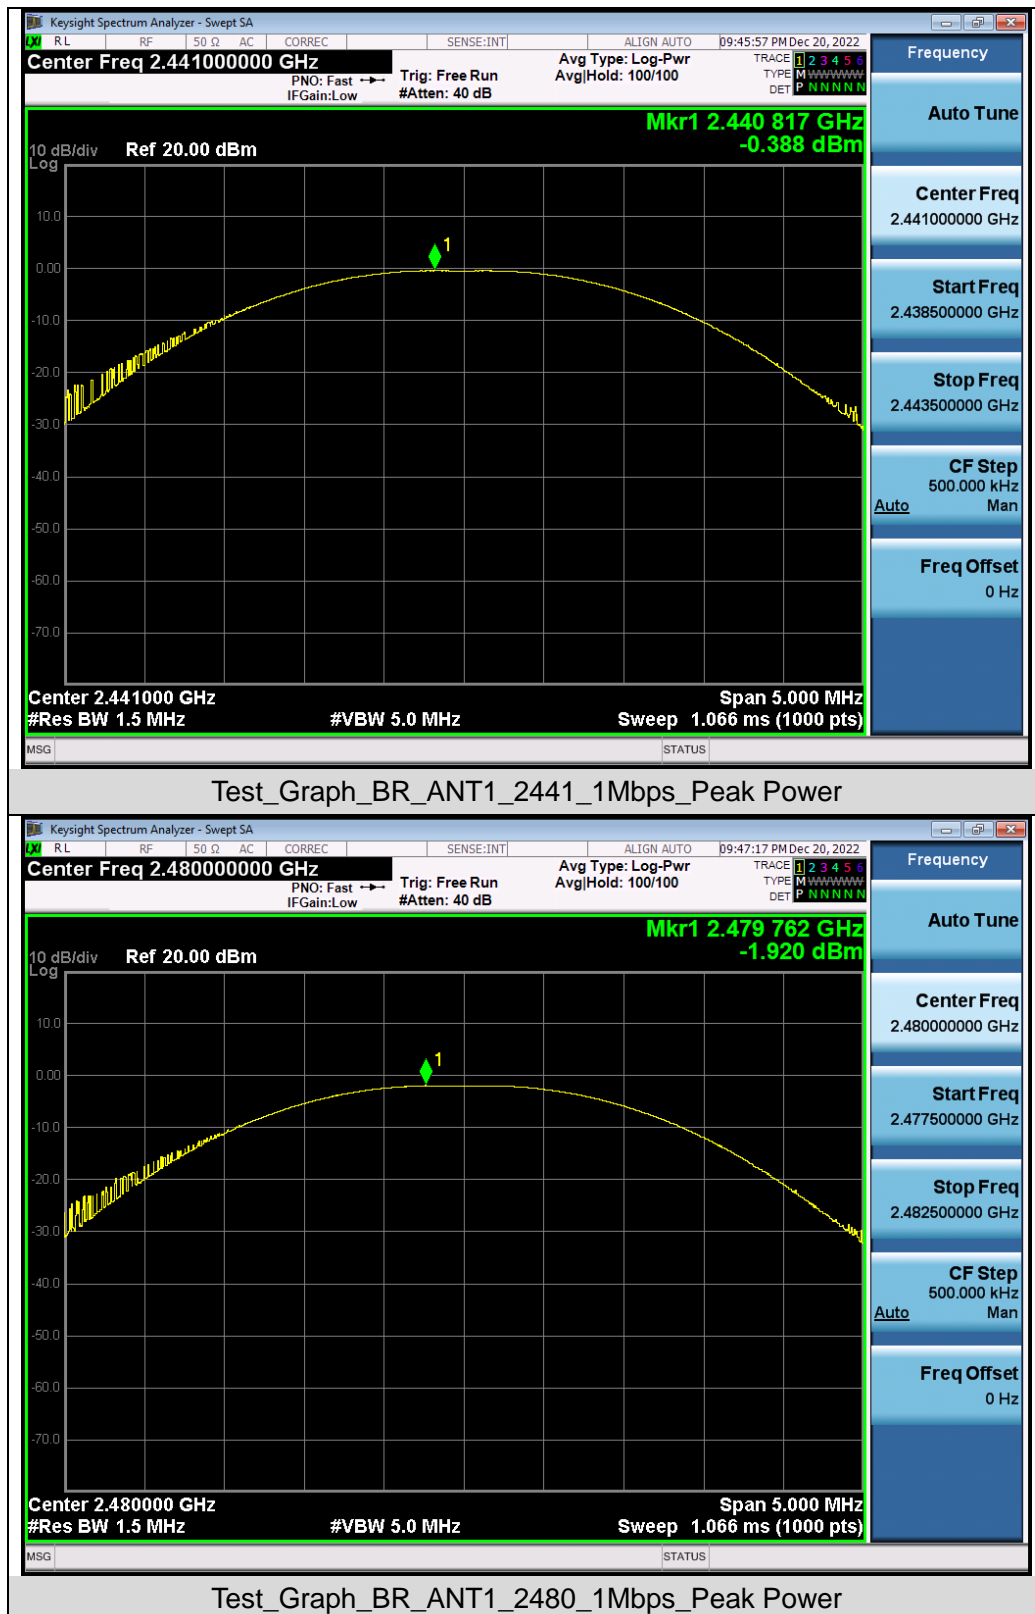 Keysight Spectrum Analyzer - Swept SA
LXI RL RF 50 Ω AC CORREC SENSE:INT ALIGN AUTO 09:45:57 PM Dec 20, 2022
Center Freq 2.441000000 GHz
PNO: Fast
IFGain:Low
Trig: Free Run
#Atten: 40 dB
Avg Type: Log-Pwr
Avg|Hold: 100/100
TRACE 1 2 3 4 5 6
TYPE M W W W W W
DET P N N N N N
Frequency
Mkr1 2.440 817 GHz
-0.388 dBm
10 dB/div Ref 20.00 dBm
Log
10.0
0.00
-10.0
-20.0
-30.0
-40.0
-50.0
-60.0
-70.0
1
Center 2.441000 GHz Span 5.000 MHz
#Res BW 1.5 MHz #VBW 5.0 MHz Sweep 1.066 ms (1000 pts)
Auto Tune
Center Freq
2.441000000 GHz
Start Freq
2.438500000 GHz
Stop Freq
2.443500000 GHz
CF Step
500.000 kHz
Auto Man
Freq Offset
0 Hz
MSG STATUS
Test_Graph_BR_ANT1_2441_1Mbps_Peak Power
Keysight Spectrum Analyzer - Swept SA
LXI RL RF 50 Ω AC CORREC SENSE:INT ALIGN AUTO 09:47:17 PM Dec 20, 2022
Center Freq 2.480000000 GHz
PNO: Fast
IFGain:Low
Trig: Free Run
#Atten: 40 dB
Avg Type: Log-Pwr
Avg|Hold: 100/100
TRACE 1 2 3 4 5 6
TYPE M W W W W W
DET P N N N N N
Frequency
Mkr1 2.479 762 GHz
-1.920 dBm
10 dB/div Ref 20.00 dBm
Log
10.0
0.00
-10.0
-20.0
-30.0
-40.0
-50.0
-60.0
-70.0
1
Center 2.480000 GHz Span 5.000 MHz
#Res BW 1.5 MHz #VBW 5.0 MHz Sweep 1.066 ms (1000 pts)
Auto Tune
Center Freq
2.480000000 GHz
Start Freq
2.477500000 GHz
Stop Freq
2.482500000 GHz
CF Step
500.000 kHz
Auto Man
Freq Offset
0 Hz
MSG STATUS
Test_Graph_BR_ANT1_2480_1Mbps_Peak Power